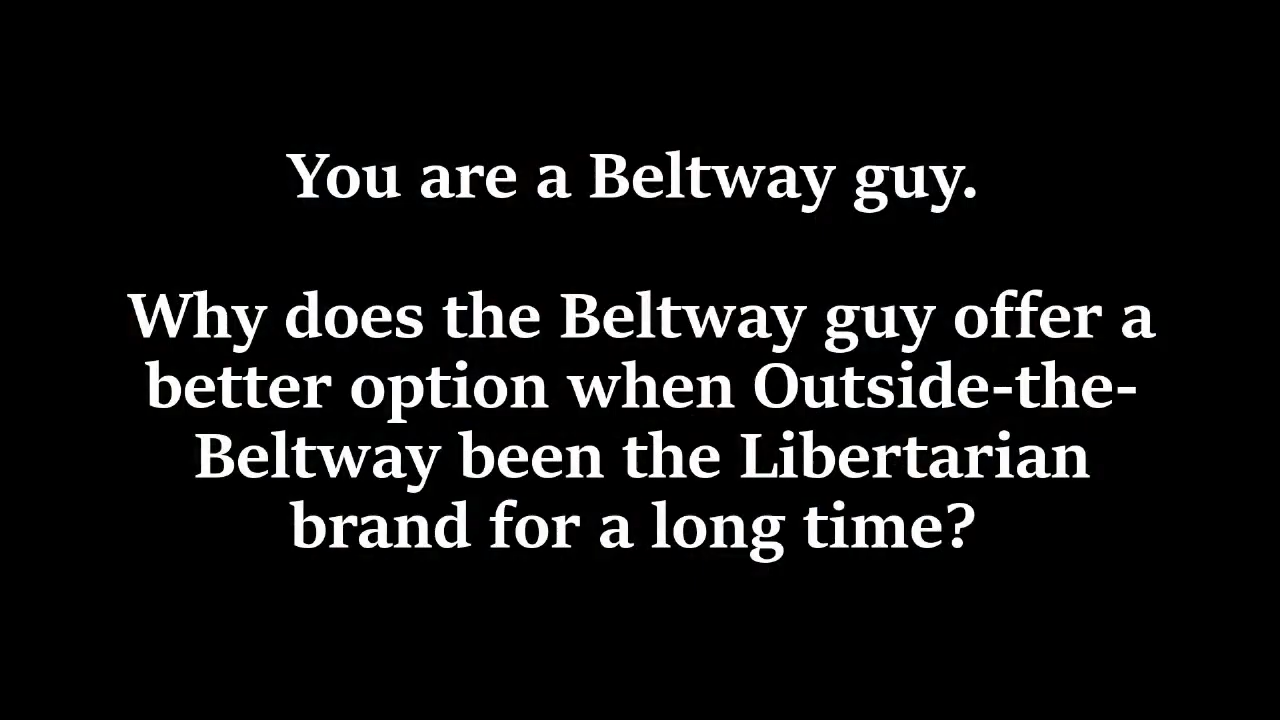 You are a Beltway guy.
Why does the Beltway guy offer a
better option when Outside-the-
Beltway been the Libertarian
brand for a long time?